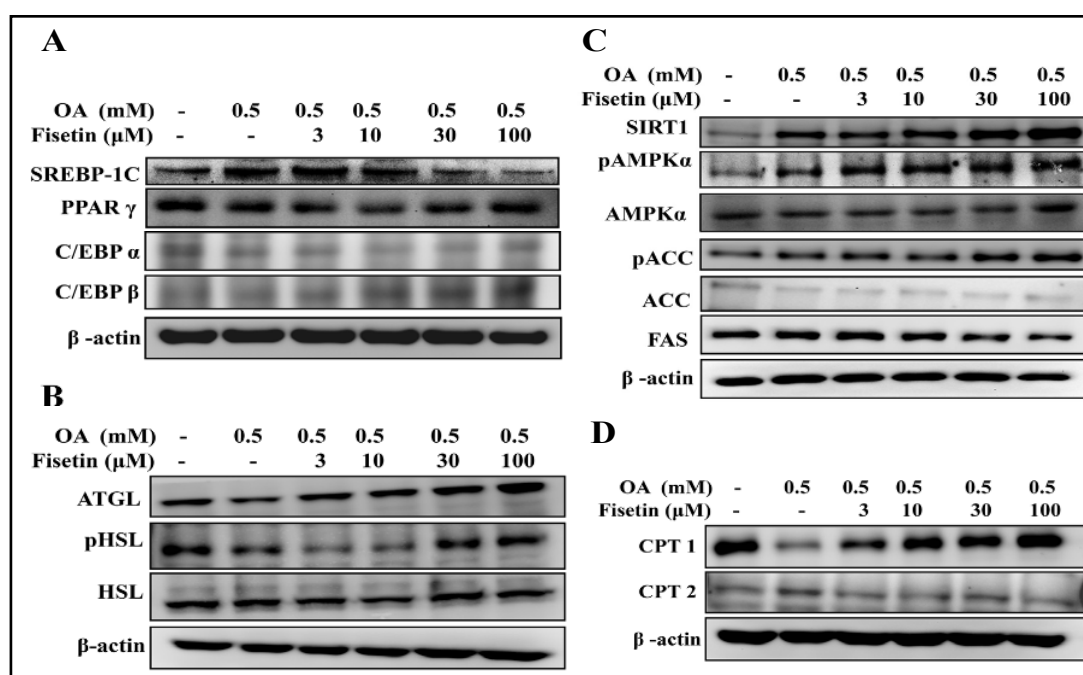 A
OA (mM) - 0.5 0.5 0.5 0.5 0.5
Fisetin (μM) - - 3 10 30 100
SREBP-1C
PPAR γ
C/EBP α
C/EBP β
β -actin
B
OA (mM) - 0.5 0.5 0.5 0.5 0.5
Fisetin (μM) - - 3 10 30 100
ATGL
pHSL
HSL
β-actin
C
OA (mM) - 0.5 0.5 0.5 0.5 0.5
Fisetin (μM) - - 3 10 30 100
SIRT1
pAMPKα
AMPKα
pACC
ACC
FAS
β -actin
D
OA (mM) - 0.5 0.5 0.5 0.5 0.5
Fisetin (μM) - - 3 10 30 100
CPT 1
CPT 2
β -actin